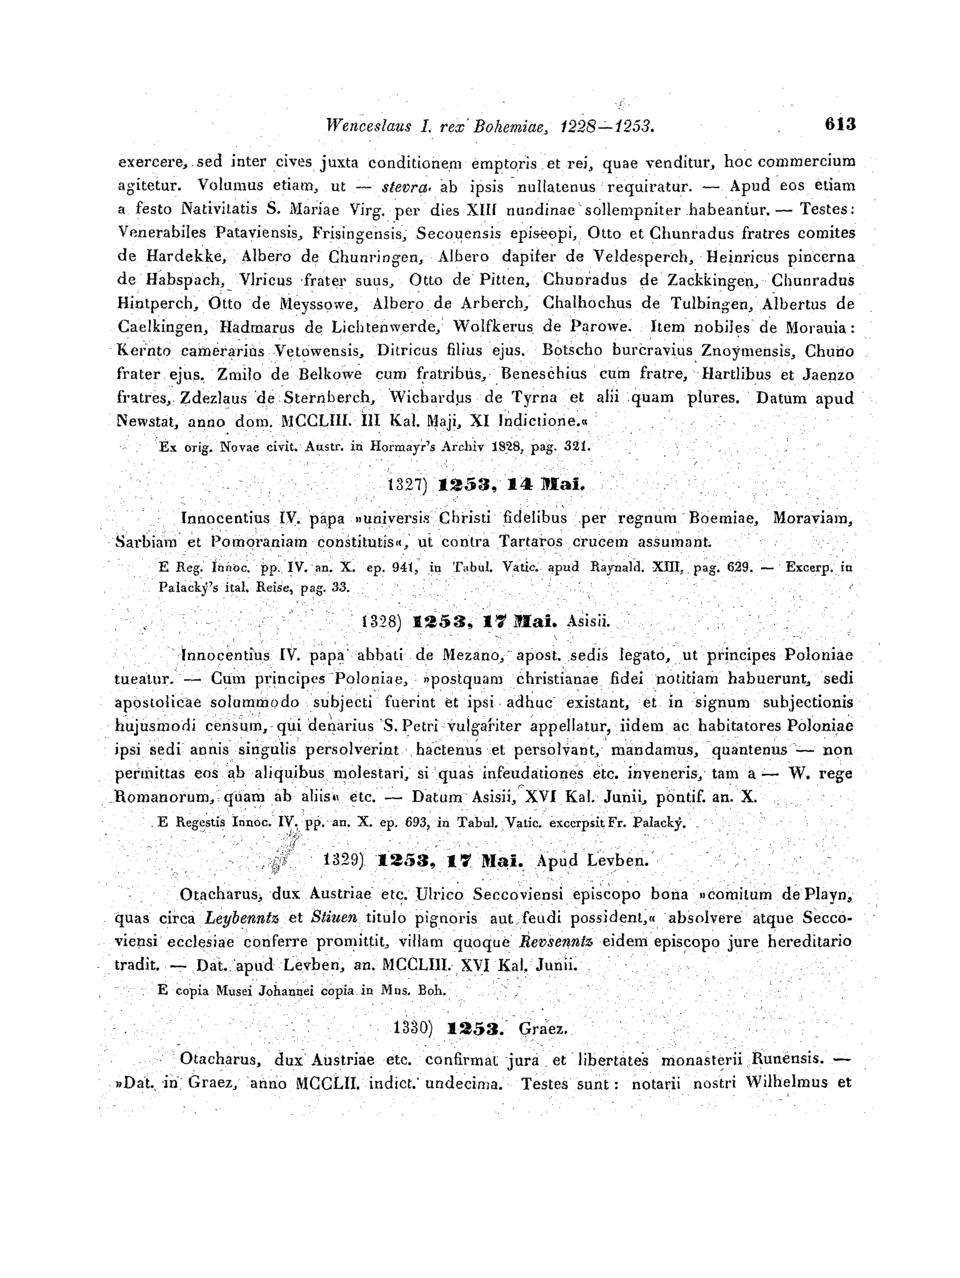 Wenceslaus I. rex Bohemiae, 1228—1253. 613
exercere, sed inter cives juxta conditionem emptoris et rei, quae venditur, hoc commercium
agitetur. Volumus etiam, ut — stevra ab ipsis nullatenus requiratur. — Apud eos etiam
a festo Nativitatis S. Mariae Virg. per dies XIII nundinae sollempniter habeantur. — Testes:
Venerabiles Pataviensis, Frisingensis, Secouensis episcopi, Otto et Chunradus fratres comites
de Hardekke, Albero de Chunringen, Albero dapifer de Veldesperch, Heinricus pincerna
de Habspach, Vlricus frater suus, Otto de Pitten, Chunradus de Zackkingen, Chunradus
Hintperch, Otto de Meyssowe, Albero de Arberch, Chalhochus de Tulbingen, Albertus de
Caelkingen, Hadmarus de Lichtenwerde, Wolfkerus de Parowe. Item nobiles de Morauia:
Kernto camerarius Vetowensis, Ditricus filius ejus. Botscho burcravius Znoymensis, Chuno
frater ejus. Zmilo de Belkowe cum fratribus, Beneschius cum fratre, Hartlibus et Jaenzo
fratres, Zdezlaus de Sternberch, Wichardus de Tyrna et alii quam plures. Datum apud
Newstat, anno dom. MCCLIII. III Kal. Maji, XI Indictione.«
Ex orig. Novae civit. Austr. in Hormayr's Archiv 1828, pag. 321.
1327) 1253, 14 Mai.
Innocentius IV. papa »universis Christi fidelibus per regnum Boemiae, Moraviam,
Sarbiam et Pomoraniam constitutis«, ut contra Tartaros crucem assumant.
E Reg. Innoc. pp. IV. an. X. ep. 941, in Tabul. Vatic. apud Raynald. XIII, pag. 629. — Excerp. in
Palacký's ital. Reise, pag. 33.
1328) 1253, 17 Mai. Asisii.
Innocentius IV. papa abbati de Mezano, apost. sedis legato, ut principes Poloniae
tueatur. — Cum principes Poloniae, »postquam christianae fidei notitiam habuerunt, sedi
apostolicae solummodo subjecti fuerint et ipsi adhuc existant, et in signum subjectionis
hujusmodi censum, qui denarius S. Petri vulgariter appellatur, iidem ac habitatores Poloniae
ipsi sedi annis singulis persolverint hactenus et persolvant, mandamus, quantenus — non
permittas eos ab aliquibus molestari, si quas infeudationes etc. inveneris, tam a — W. rege
Romanorum, quam ab aliis« etc. — Datum Asisii, XVI Kal. Junii, pontif. an. X.
E Regestis Innoc. IV. pp. an. X. ep. 693, in Tabul. Vatic. excerpsit Fr. Palacký.
1329) 1253, 17 Mai. Apud Levben.
Otacharus, dux Austriae etc. Ulrico Seccoviensi episcopo bona »comitum de Playn,
quas circa Leybenntz et Stiuen titulo pignoris aut feudi possident,« absolvere atque Secco-
viensi ecclesiae conferre promittit, villam quoque Revsenntz eidem episcopo jure hereditario
tradit. — Dat. apud Levben, an. MCCLIII. XVI Kal. Junii.
E copia Musei Johannei copia in Mus. Boh.
1330) 1253. Graez.
Otacharus, dux Austriae etc. confirmat jura et libertates monasterii Runensis. —
»Dat. in Graez, anno MCCLII. indict. undecima. Testes sunt: notarii nostri Wilhelmus et